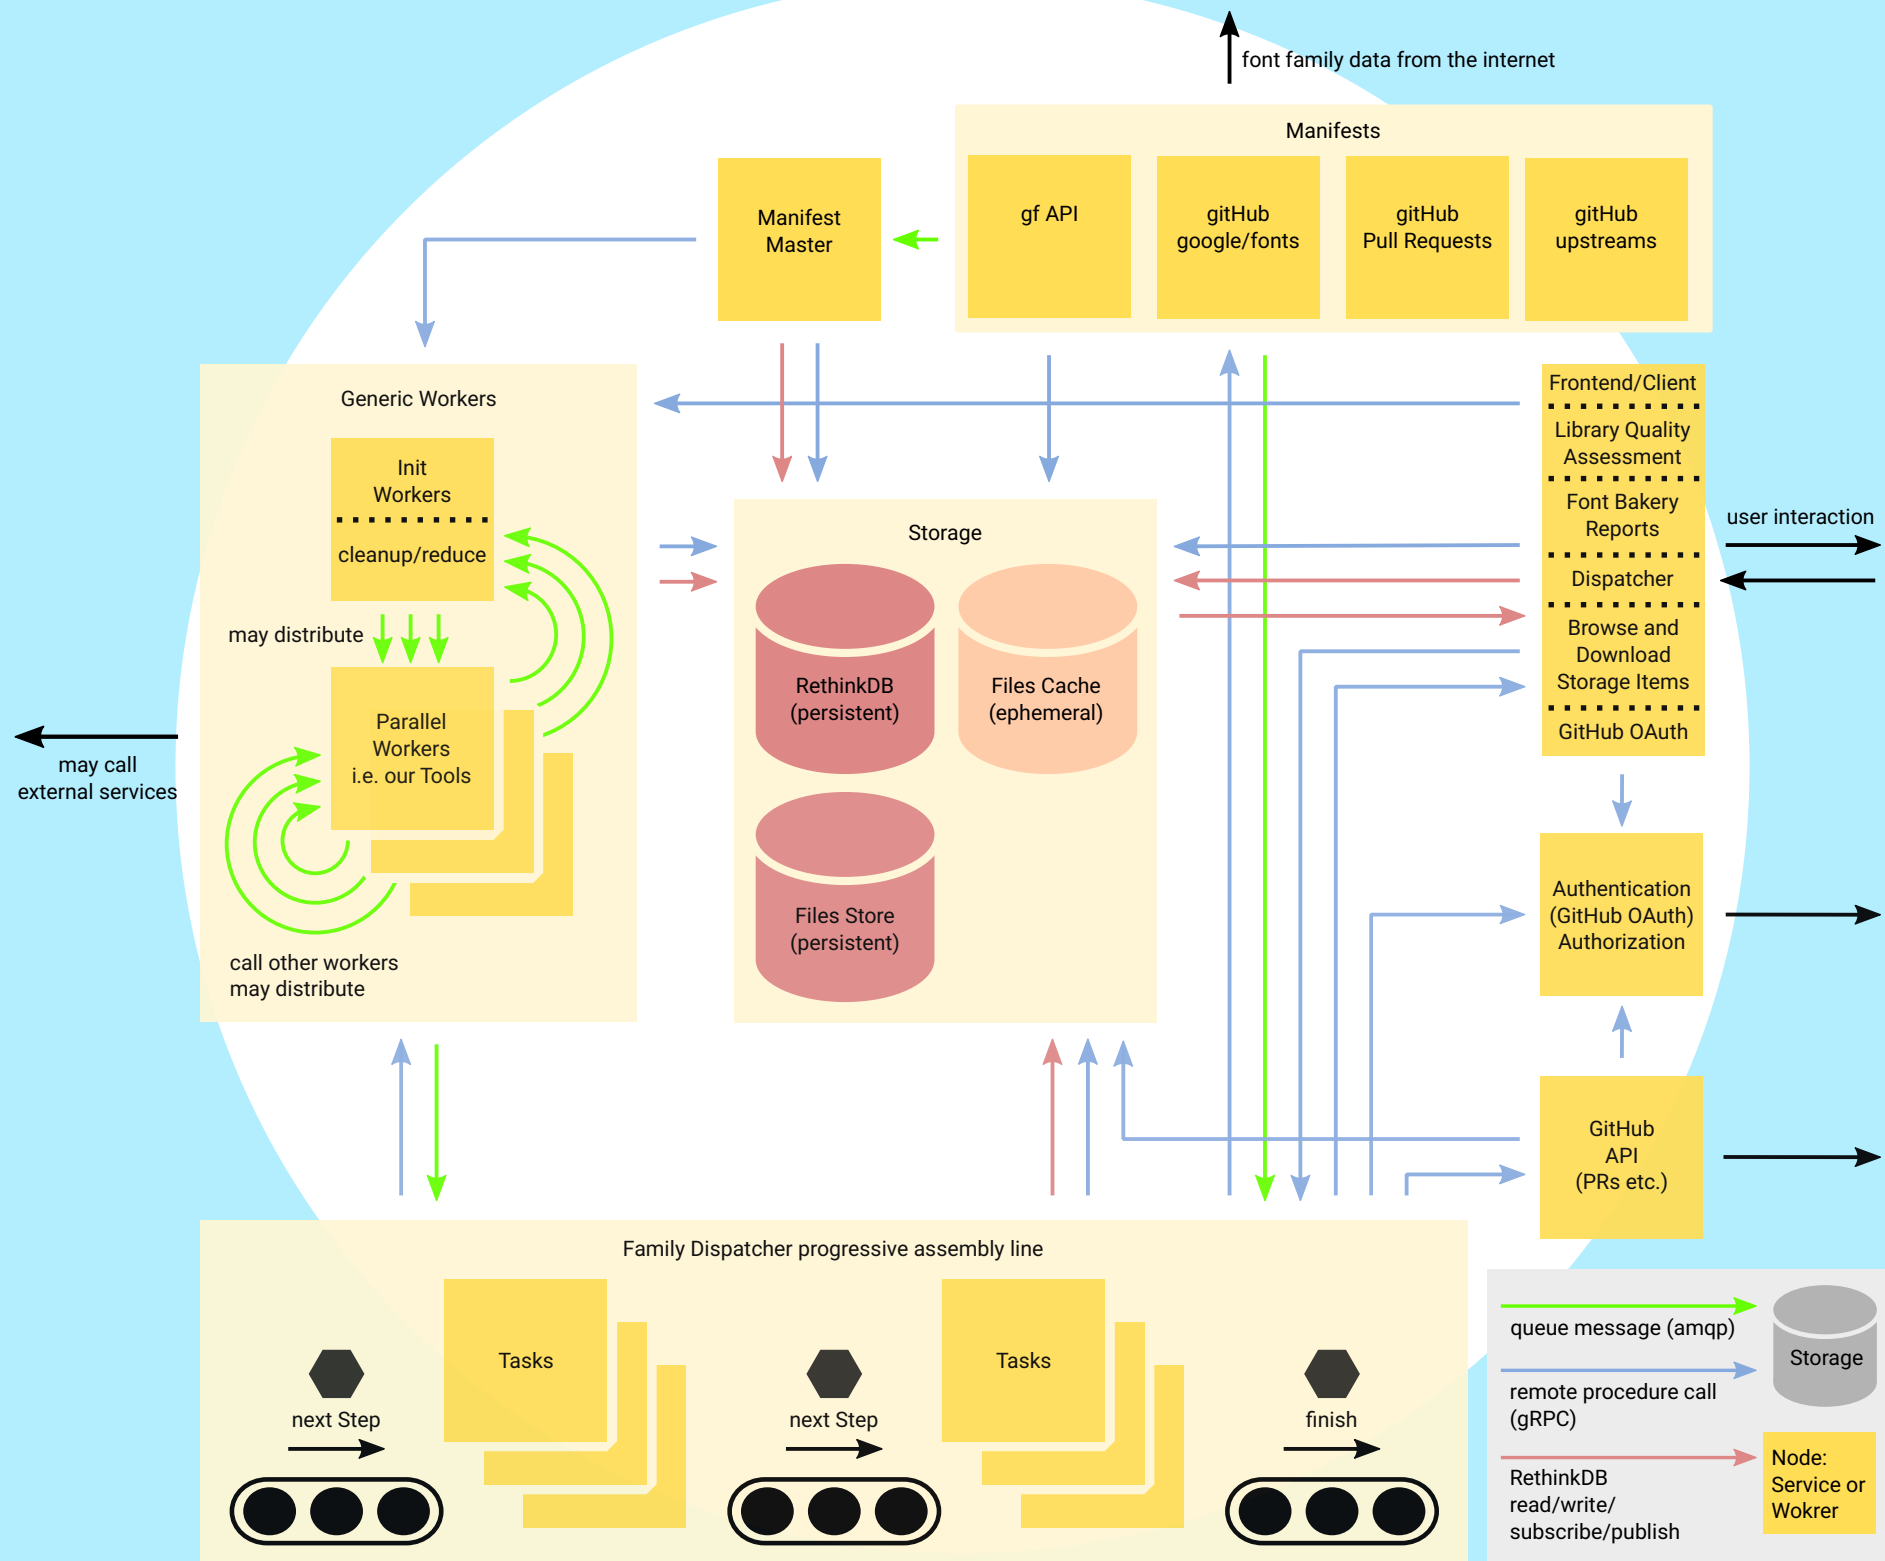 font family data from the internet
Manifests
Manifest
Master
gf API
gitHub
google/fonts
gitHub
Pull Requests
gitHub
upstreams
Generic Workers
Init
Workers
cleanup/reduce
may distribute
Parallel
Workers
i.e. our Tools
call other workers
may distribute
may call
external services
Storage
RethinkDB
(persistent)
Files Cache
(ephemeral)
Files Store
(persistent)
Frontend/Client
Library Quality
Assessment
Font Bakery
Reports
Dispatcher
Browse and
Download
Storage Items
GitHub OAuth
user interaction
Authentication
(GitHub OAuth)
Authorization
GitHub
API
(PRs etc.)
Family Dispatcher progressive assembly line
next Step
Tasks
next Step
Tasks
finish
queue message (amqp)
remote procedure call
(gRPC)
RethinkDB
read/write/
subscribe/publish
Storage
Node:
Service or
Wokrer